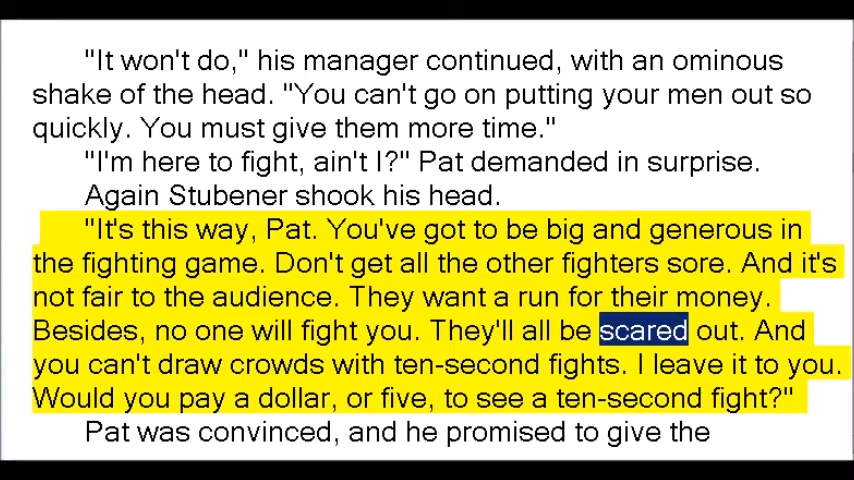 "It won't do," his manager continued, with an ominous
shake of the head. "You can't go on putting your men out so
quickly. You must give them more time."
"I'm here to fight, ain't I?" Pat demanded in surprise.
Again Stubener shook his head.
"It's this way, Pat. You've got to be big and generous in
the fighting game. Don't get all the other fighters sore. And it's
not fair to the audience. They want a run for their money.
Besides, no one will fight you. They'll all be scared out. And
you can't draw crowds with ten-second fights. I leave it to you.
Would you pay a dollar, or five, to see a ten-second fight?"
Pat was convinced, and he promised to give the